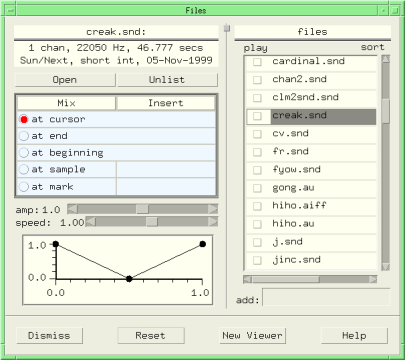 Files
creak.snd:
1 chan, 22050 Hz, 46.777 secs
Sun/Next, short int, 05-Nov-1999
Open Unlist
Mix Insert
at cursor
at end
at beginning
at sample
at mark
amp: 1.0
speed: 1.00
1.0
0.0
0.0 1.0
files
play sort
cardinal.snd
chan2.snd
clm2snd.snd
creak.snd
cv.snd
fr.snd
fyow.snd
gong.au
hiho.aiff
hiho.au
j.snd
jinc.snd
add:
Dismiss Reset New Viewer Help